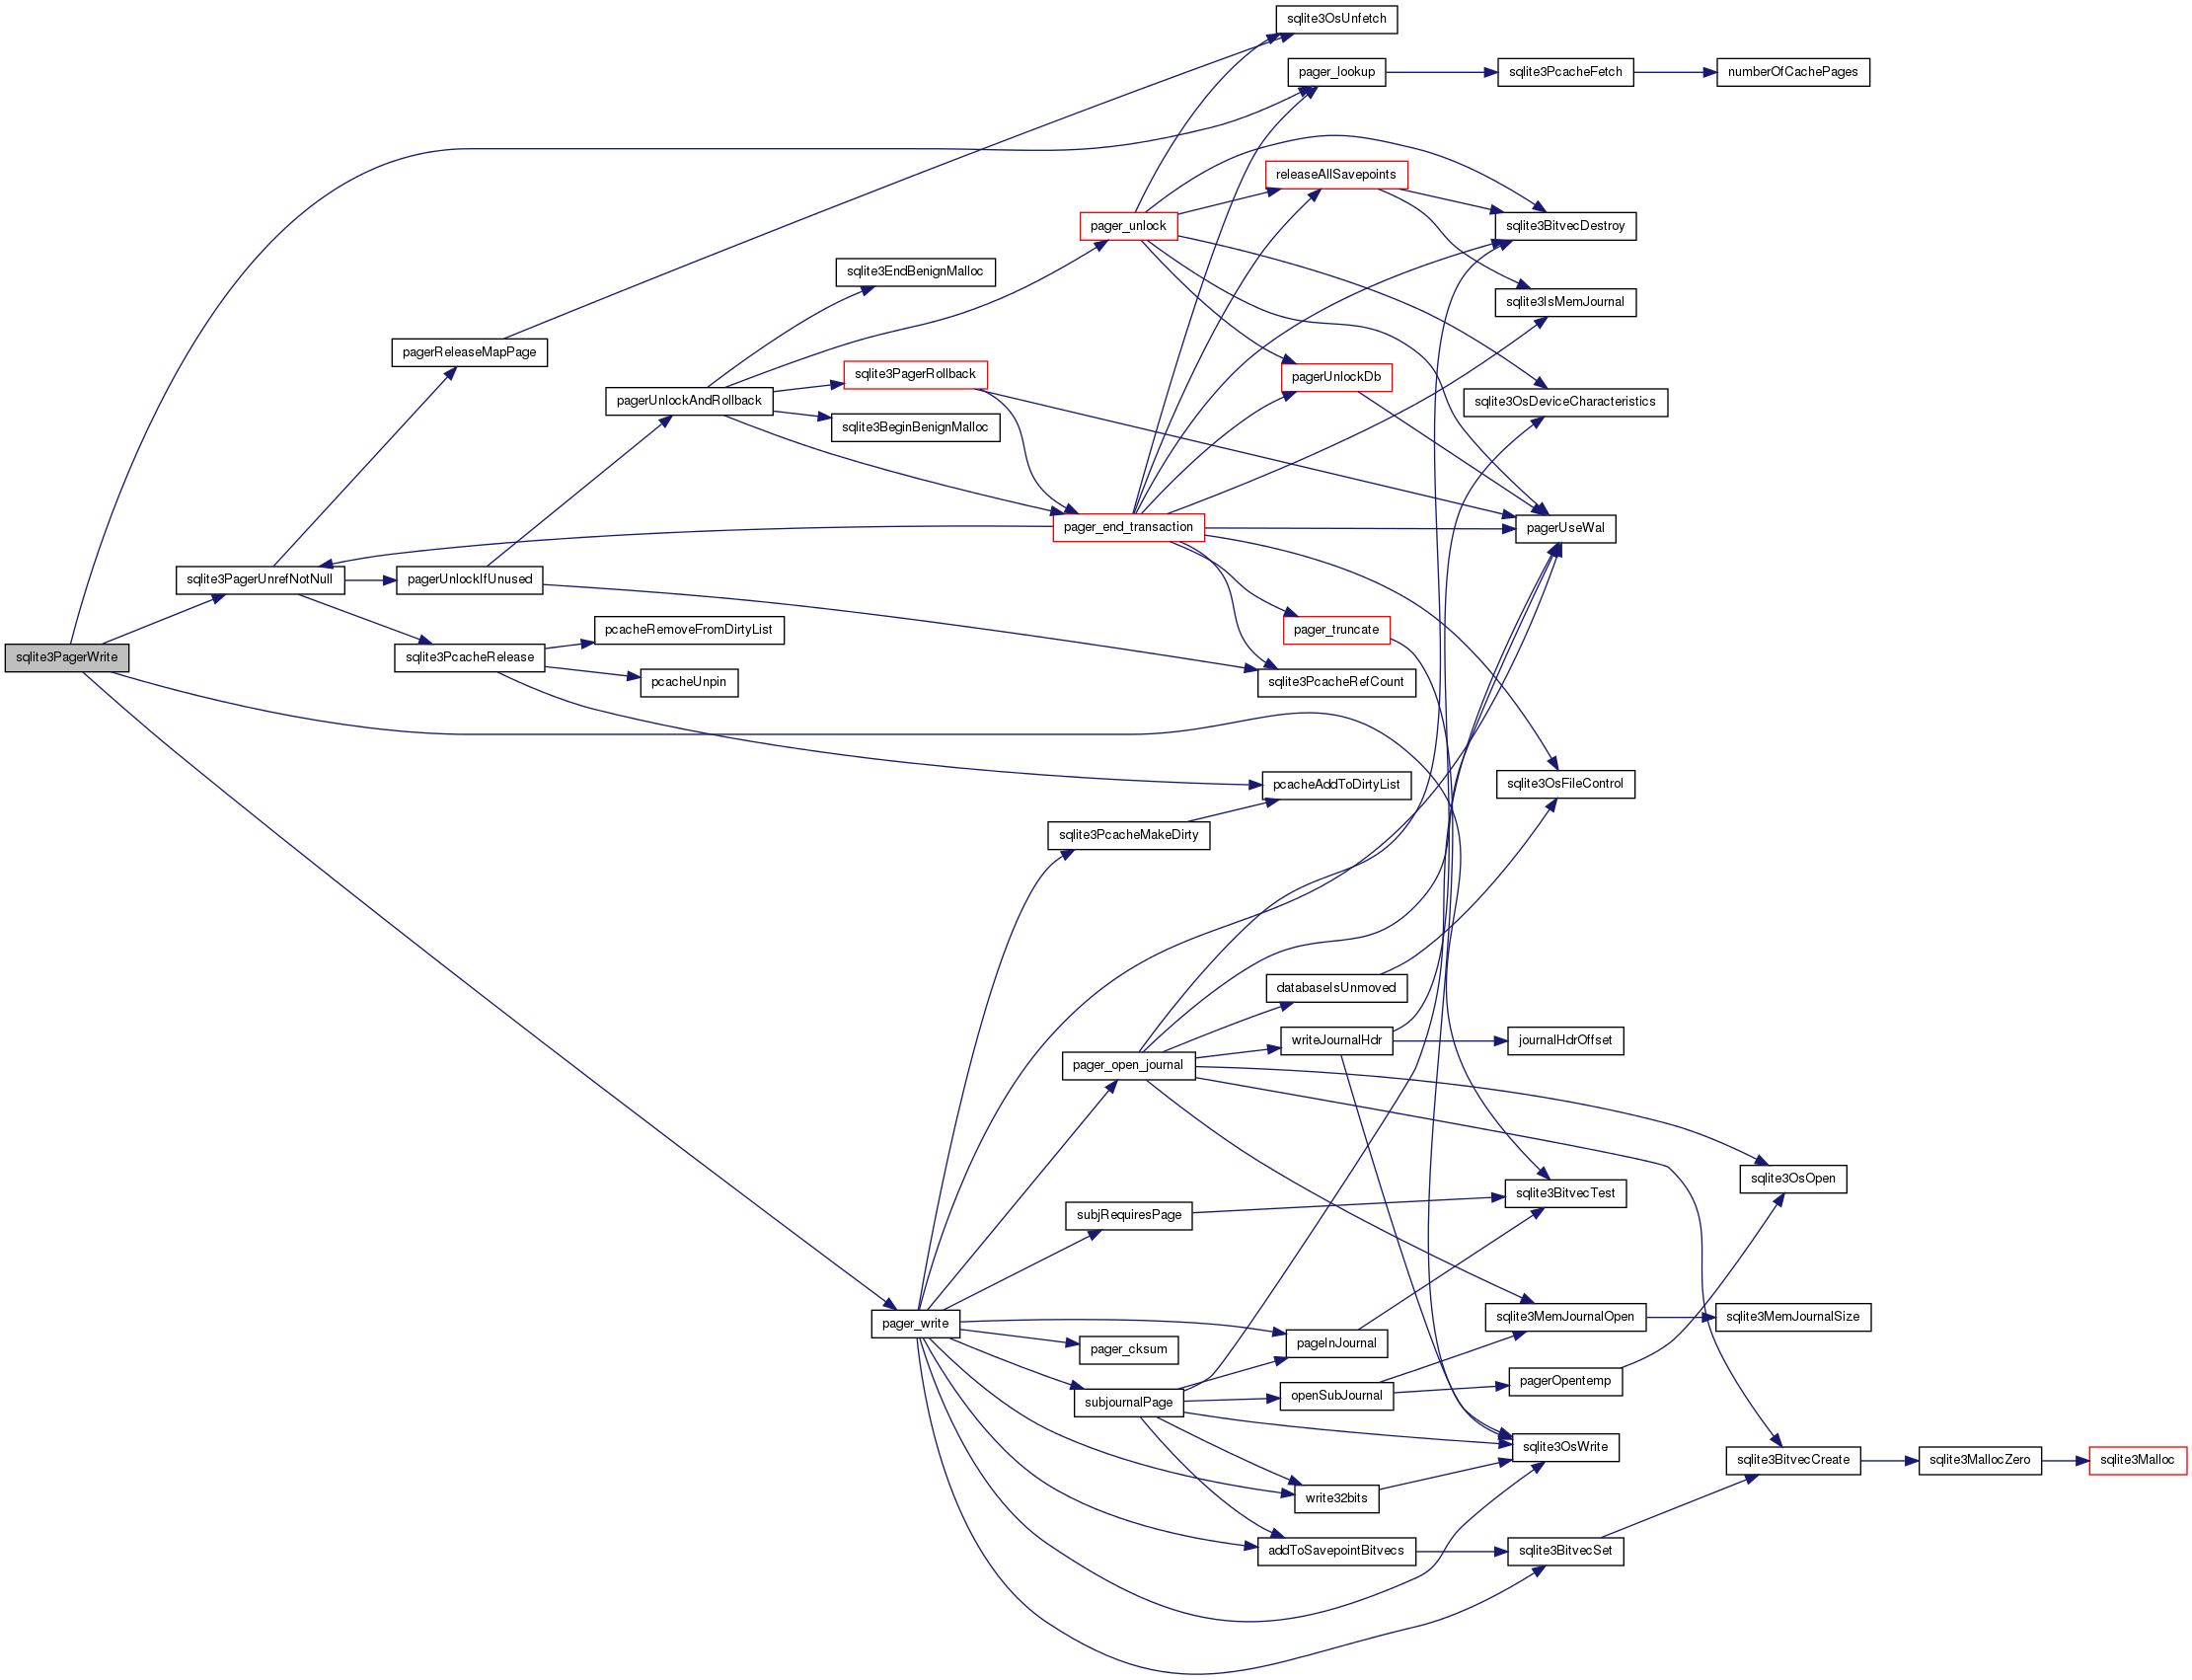 sqlite3OsUnfetch
pager_lookup
sqlite3PcacheFetch
numberOfCachePages
releaseAllSavepoints
pager_unlock
sqlite3BitvecDestroy
sqlite3EndBenignMalloc
sqlite3IsMemJournal
pagerReleaseMapPage
sqlite3PagerRollback
pagerUnlockDb
pagerUnlockAndRollback
sqlite3OsDeviceCharacteristics
sqlite3BeginBenignMalloc
pager_end_transaction
pagerUseWal
sqlite3PagerUnrefNotNull
pagerUnlockIfUnused
pcacheRemoveFromDirtyList
pager_truncate
sqlite3PagerWrite
sqlite3PcacheRelease
pcacheUnpin
sqlite3PcacheRefCount
pcacheAddToDirtyList
sqlite3OsFileControl
sqlite3PcacheMakeDirty
databaseIsUnmoved
writeJournalHdr
journalHdrOffset
pager_open_journal
sqlite3OsOpen
sqlite3BitvecTest
subjRequiresPage
sqlite3MemJournalOpen
sqlite3MemJournalSize
pager_write
pageInJournal
pager_cksum
pagerOpentemp
openSubJournal
subjournalPage
sqlite3OsWrite
sqlite3BitvecCreate
sqlite3MallocZero
sqlite3Malloc
write32bits
addToSavepointBitvecs
sqlite3BitvecSet